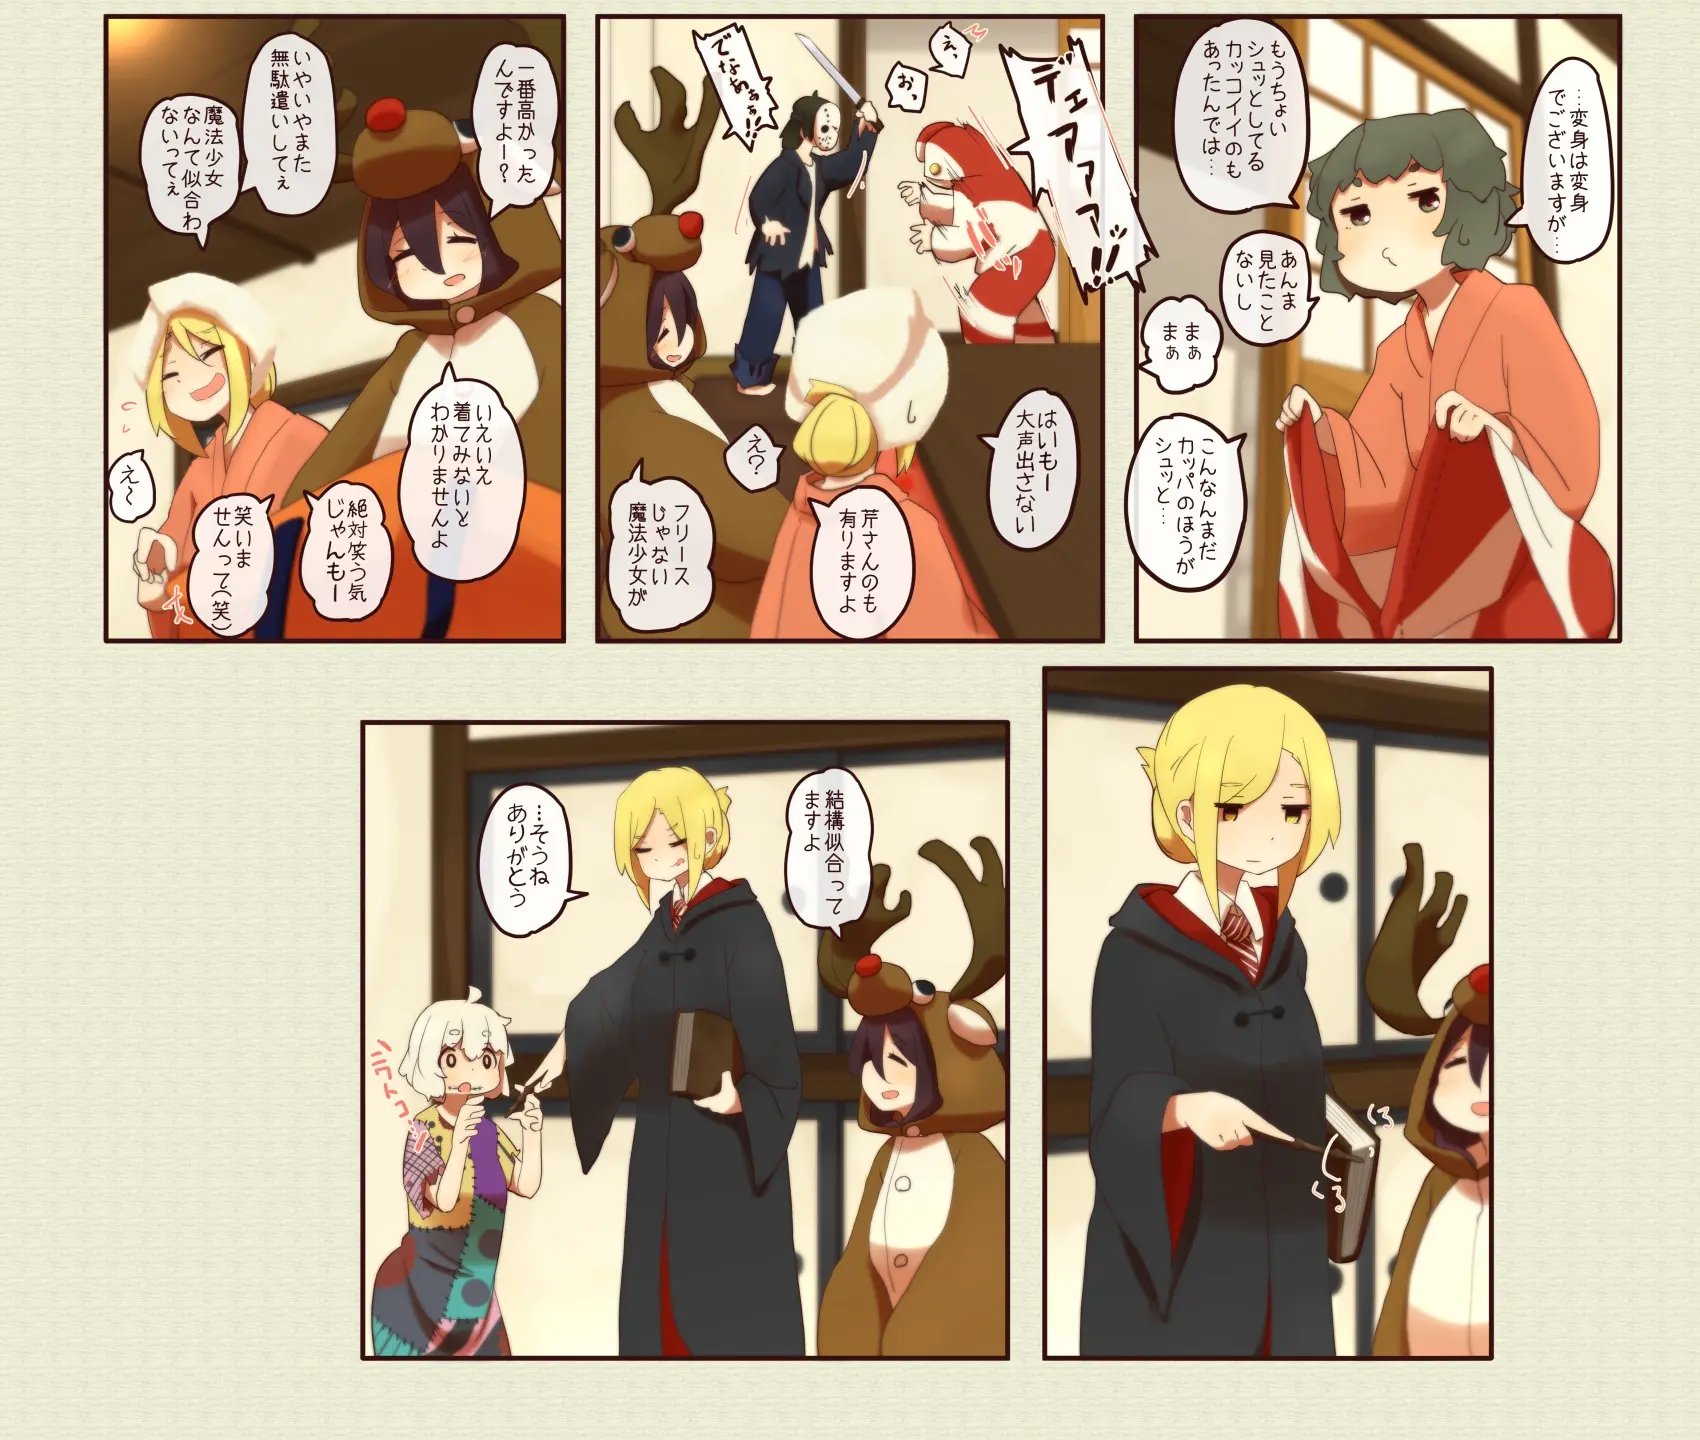 …変身は変身
でございますが…
もうちょい
シュッとしてる
カッコイイのも
あったんでは…
あんま
見たこと
ないし
まぁ
まぁ
こんなんまだ
カッパのほうが
シュッと…
デェアアア!!
えっ
おっ
でなぁぁぁ!!
はいもー
大声出さない
芹さんのも
有りますよ
え?
フリース
じゃない
魔法少女が
一番高かった
んですよー?
いやいやまた
無駄遣いしてぇ
魔法少女
なんて似合わ
ないってぇ
いえいえ
着てみないと
わかりませんよ
絶対笑う気
じゃんもー
笑いま
せんって(笑)
え〜
くる
くる
結構似合って
ますよ
…そうね
ありがとう
ニワトコ…!!